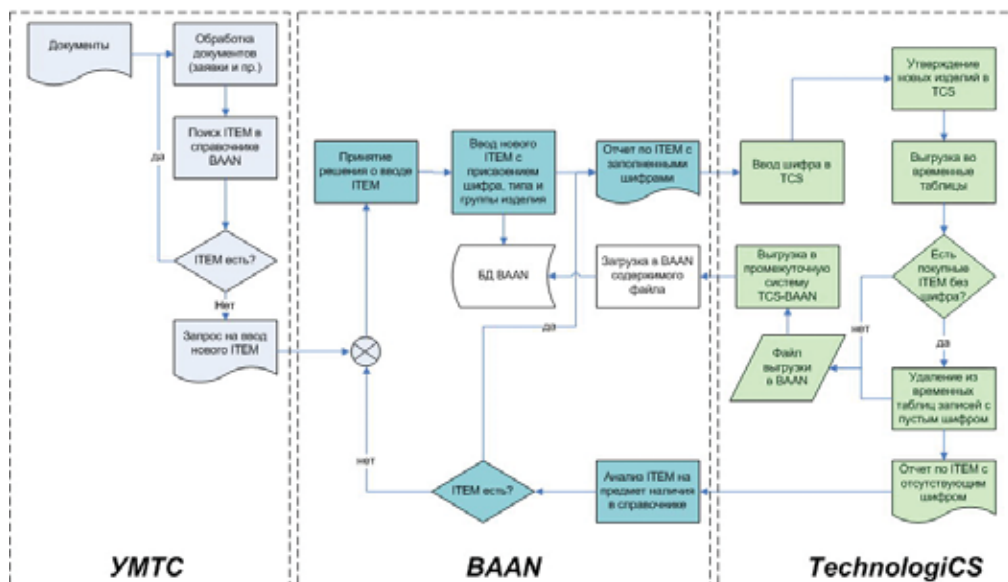 Документы
Обработка
документов
(заявки и пр.)
да
Поиск ITEM в
справочнике
BAAN
ITEM есть?
Нет
Запрос на ввод
нового ITEM
УМТС
Принятие
решения о вводе
ITEM
Ввод нового
ITEM с
присвоением
шифра, типа и
группы изделия
Отчет по ITEM с
заполненными
шифрами
БД BAAN
Загрузка в BAAN
содержимого
файла
да
нет
ITEM есть?
Анализ ITEM на
предмет наличия
в справочнике
BAAN
Утверждение
новых изделий в
TCS
Ввод шифра в
TCS
Выгрузка во
временные
таблицы
Выгрузка в
промежуточную
систему
TCS-BAAN
Есть
покупные
ITEM без
шифра?
нет
да
Файл
выгрузки
в BAAN
Удаление из
временных
таблиц записей с
пустым шифром
Отчет по ITEM с
отсутствующим
шифром
TechnologiCS